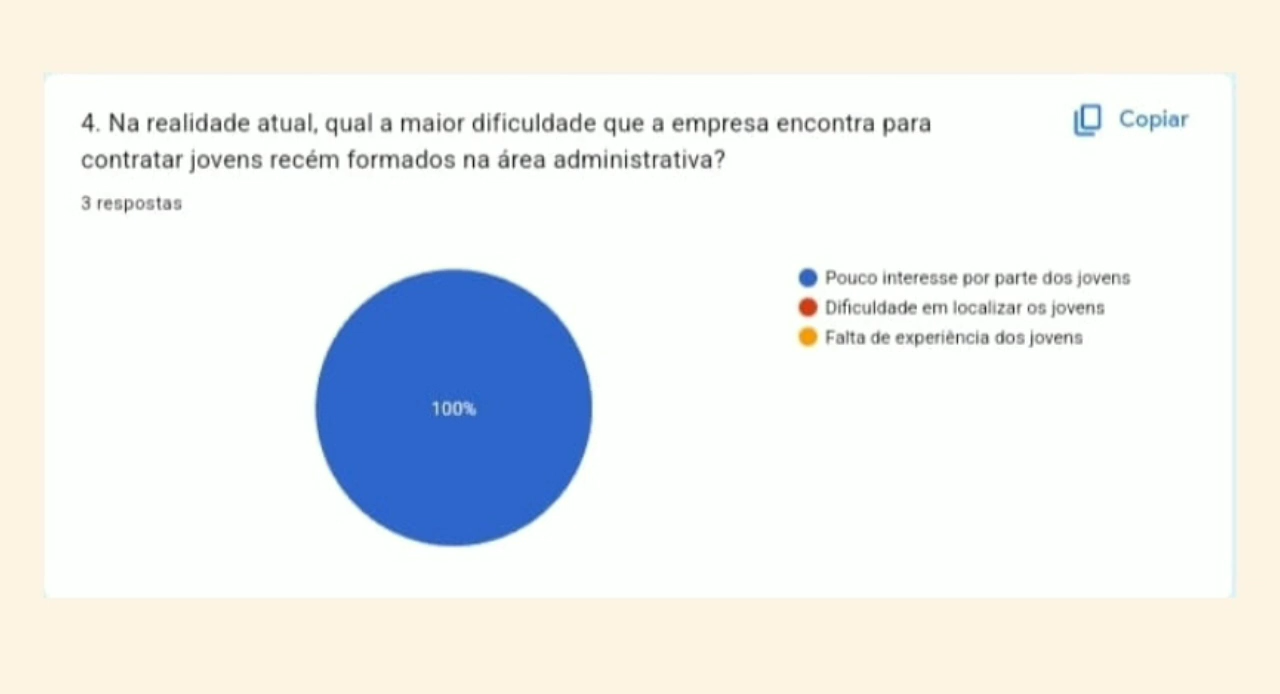 4. Na realidade atual, qual a maior dificuldade que a empresa encontra para
contratar jovens recém formados na área administrativa?
Copiar
3 respostas
100%
Pouco interesse por parte dos jovens
Dificuldade em localizar os jovens
Falta de experiência dos jovens